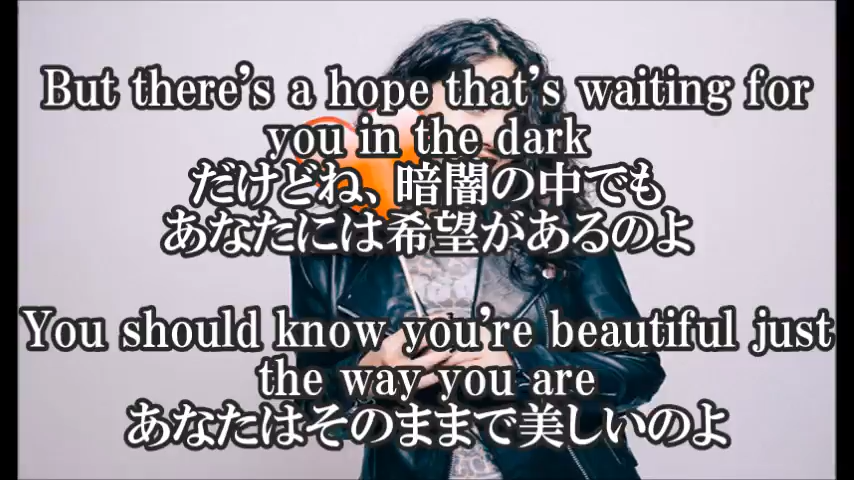 But there's a hope that's waiting for
you in the dark
だけどね、暗闇の中でも
あなたには希望があるのよ
You should know you're beautiful just
the way you are
あなたはそのままで美しいのよ